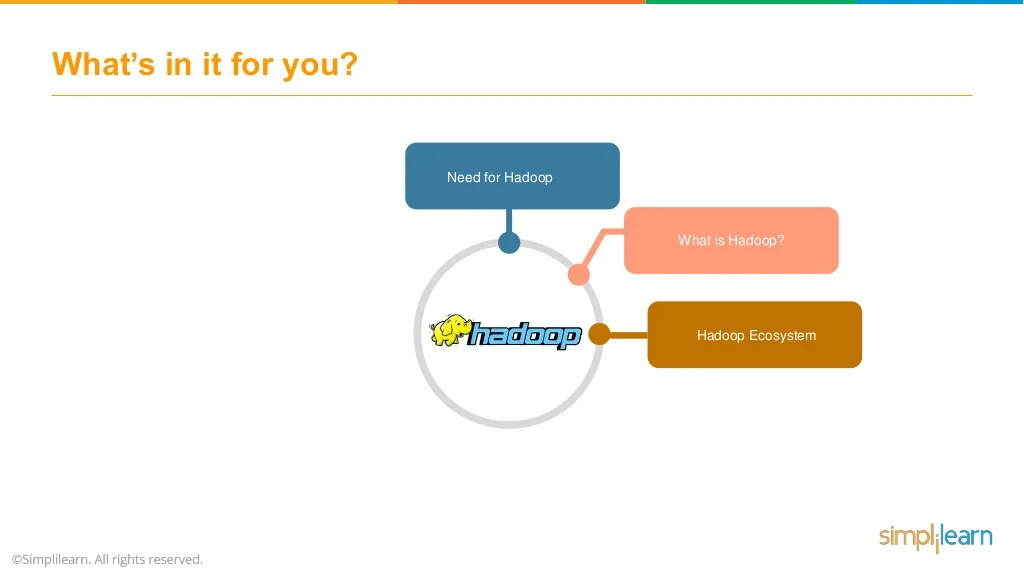 What’s in it for you?
Need for Hadoop
What is Hadoop?
hadoop
Hadoop Ecosystem
simplilearn
©Simplilearn. All rights reserved.